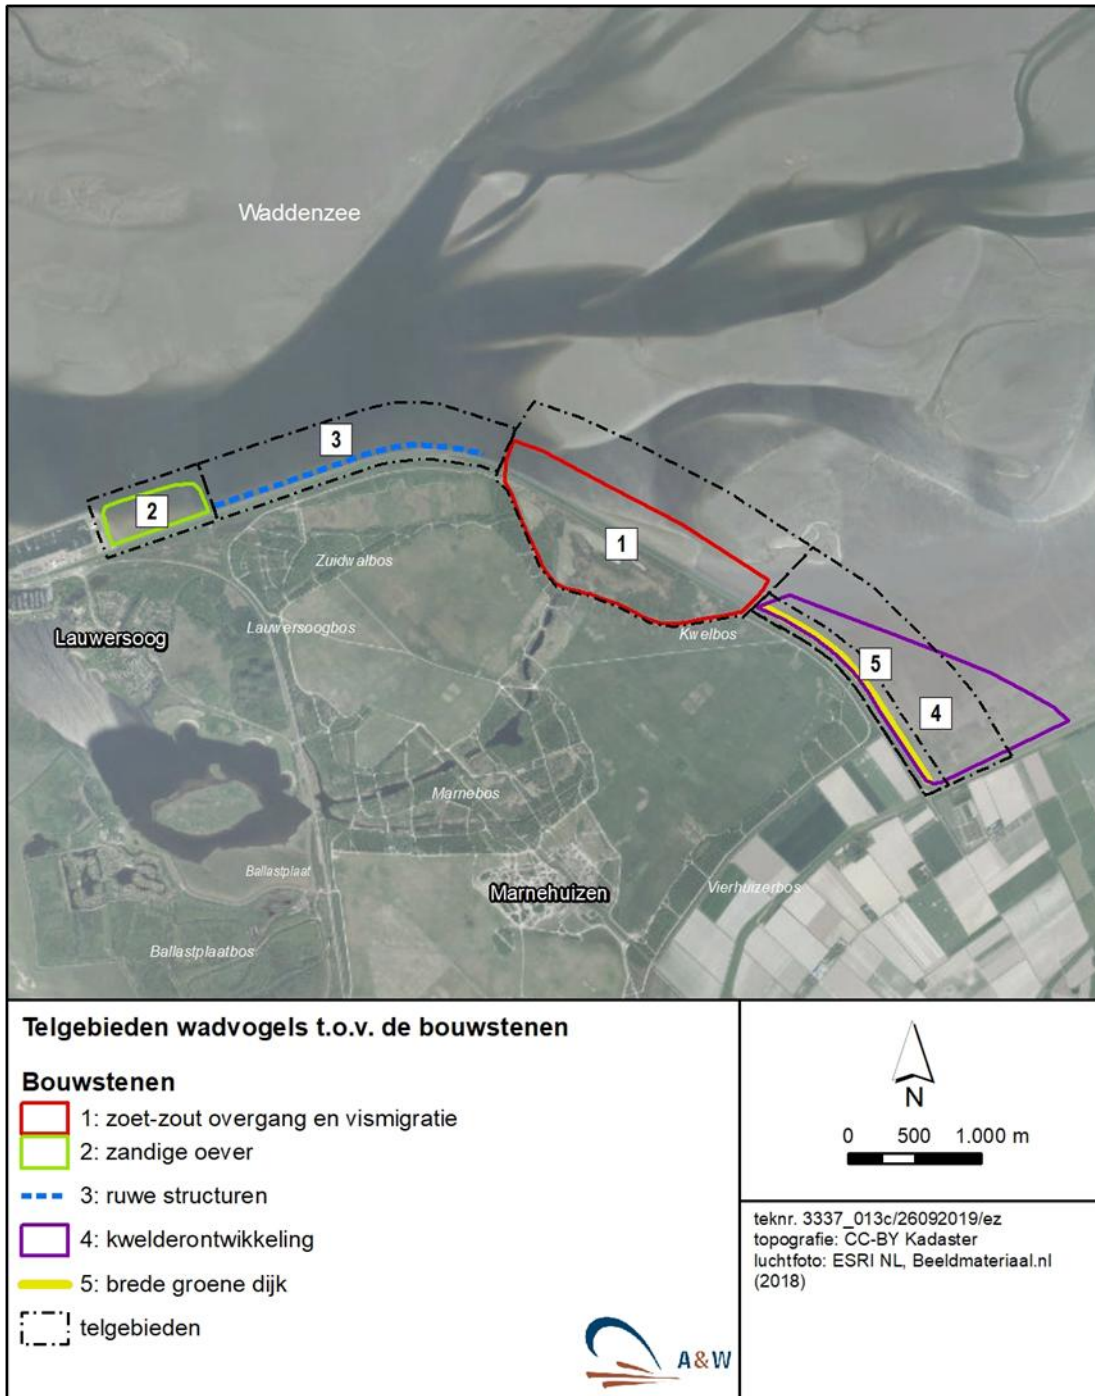 Waddenzee
3
2
1
Zuidwalbos
Lauwersoogbos
Lauwersoog
Kwelbos
5
4
Marnebos
Ballastplaat
Marnehuizen
Vierhuizerbos
Ballastplaatbos
Telgebieden wadvogels t.o.v. de bouwstenen
Bouwstenen
1: zoet-zout overgang en vismigratie
2: zandige oever
3: ruwe structuren
4: kwelderontwikkeling
5: brede groene dijk
telgebieden
A&W
N
0 500 1.000 m
teknr. 3337_013c/26092019/ez
topografie: CC-BY Kadaster
luchtfoto: ESRI NL, Beeldmateriaal.nl
(2018)